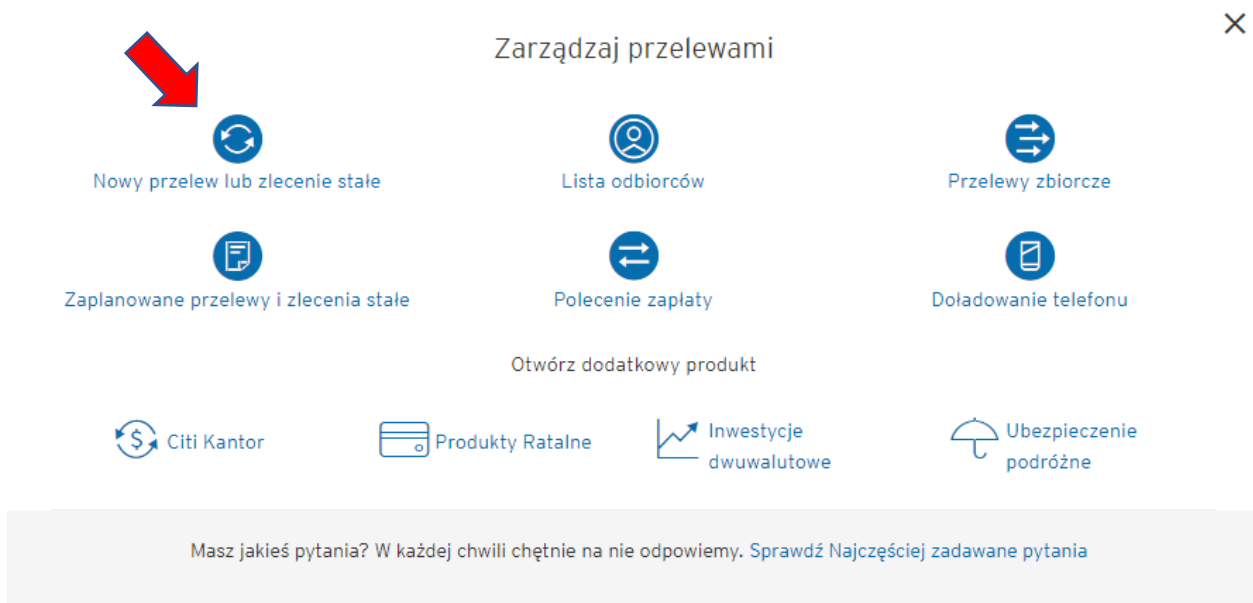 Zarządzaj przelewami
Nowy przelew lub zlecenie stałe
Lista odbiorców
Przelewy zbiorcze
Zaplanowane przelewy i zlecenia stałe
Polecenie zapłaty
Doładowanie telefonu
Otwórz dodatkowy produkt
Citi Kantor
Produkty Ratalne
Inwestycje
dwuwalutowe
Ubezpieczenie
podróżne
Masz jakieś pytania? W każdej chwili chętnie na nie odpowiemy. Sprawdź Najczęściej zadawane pytania